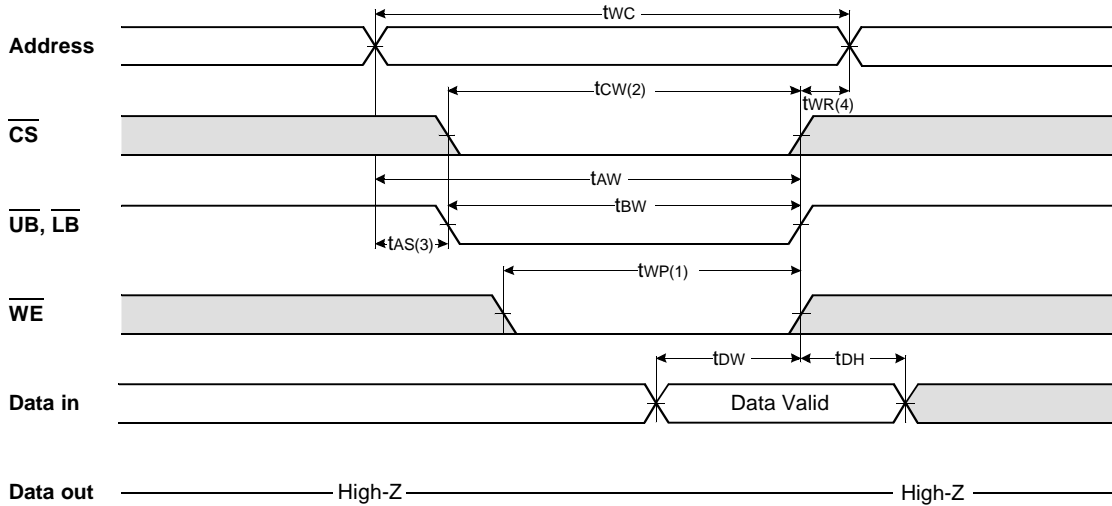 tWC
Address
tCW(2)
tWR(4)
CS
tAW
tBW
UB, LB
tAS(3)
tWP(1)
WE
tDW
tDH
Data in
Data Valid
Data out
High-Z
High-Z